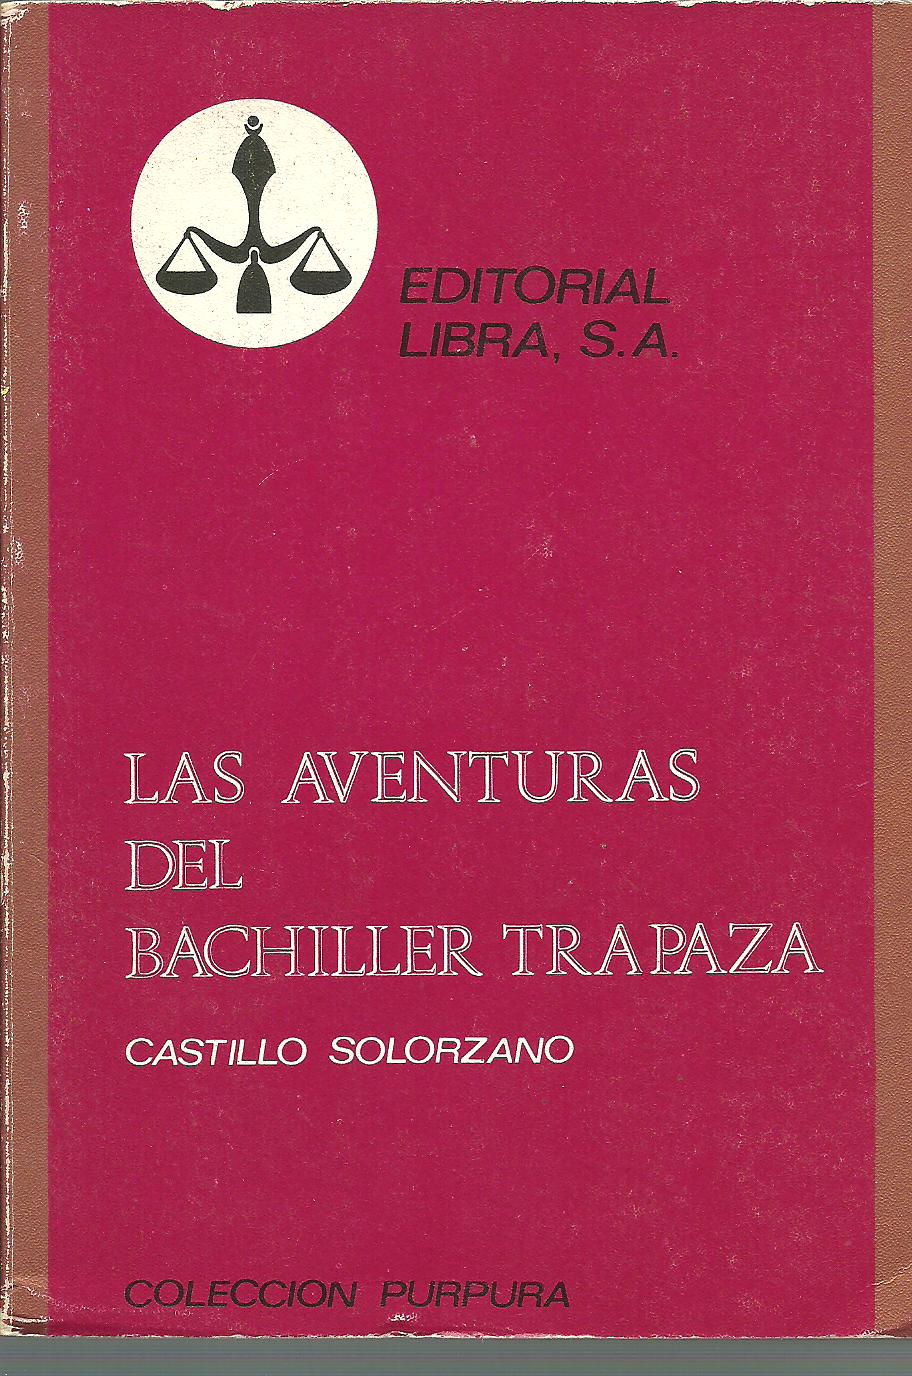 EDITORIAL
LIBRA, S.A.
LAS AVENTURAS
DEL
BACHILLER TRAPAZA
CASTILLO SOLORZANO
COLECCION PURPURA